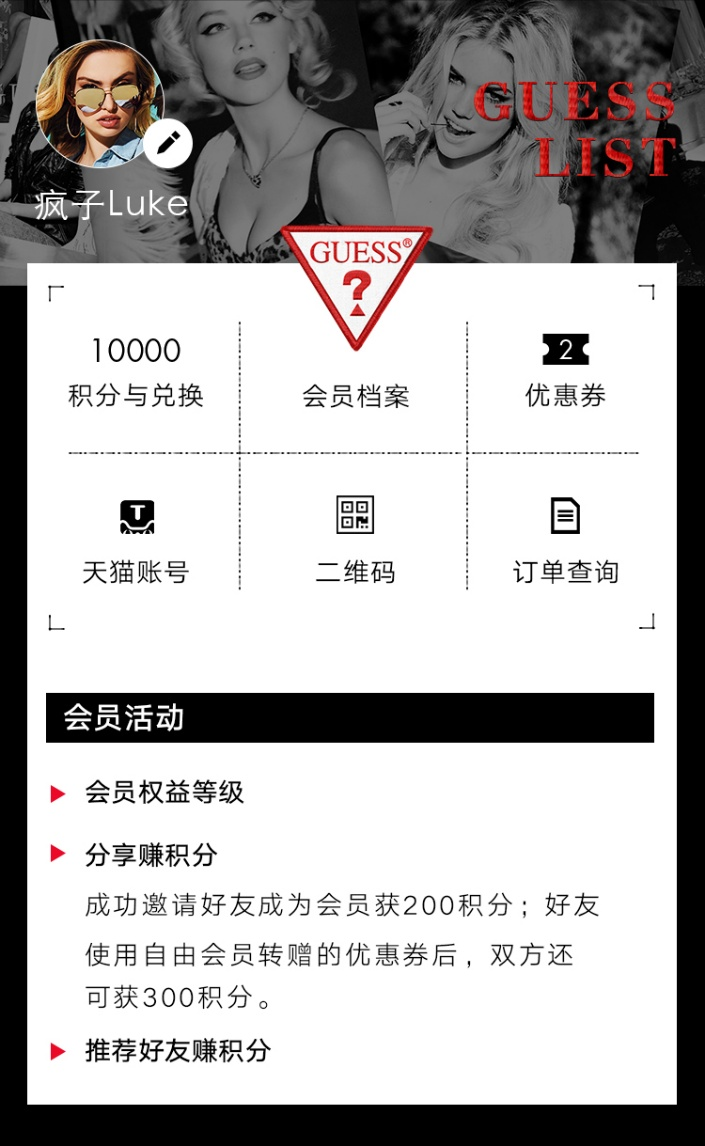 GUESS
LIST
疯子Luke
GUESS®
?
10000
2
积分与兑换
会员档案
优惠券
T
天猫账号
二维码
订单查询
会员活动
会员权益等级
分享赚积分
成功邀请好友成为会员获200积分；好友
使用自由会员转赠的优惠券后，双方还
可获300积分。
推荐好友赚积分